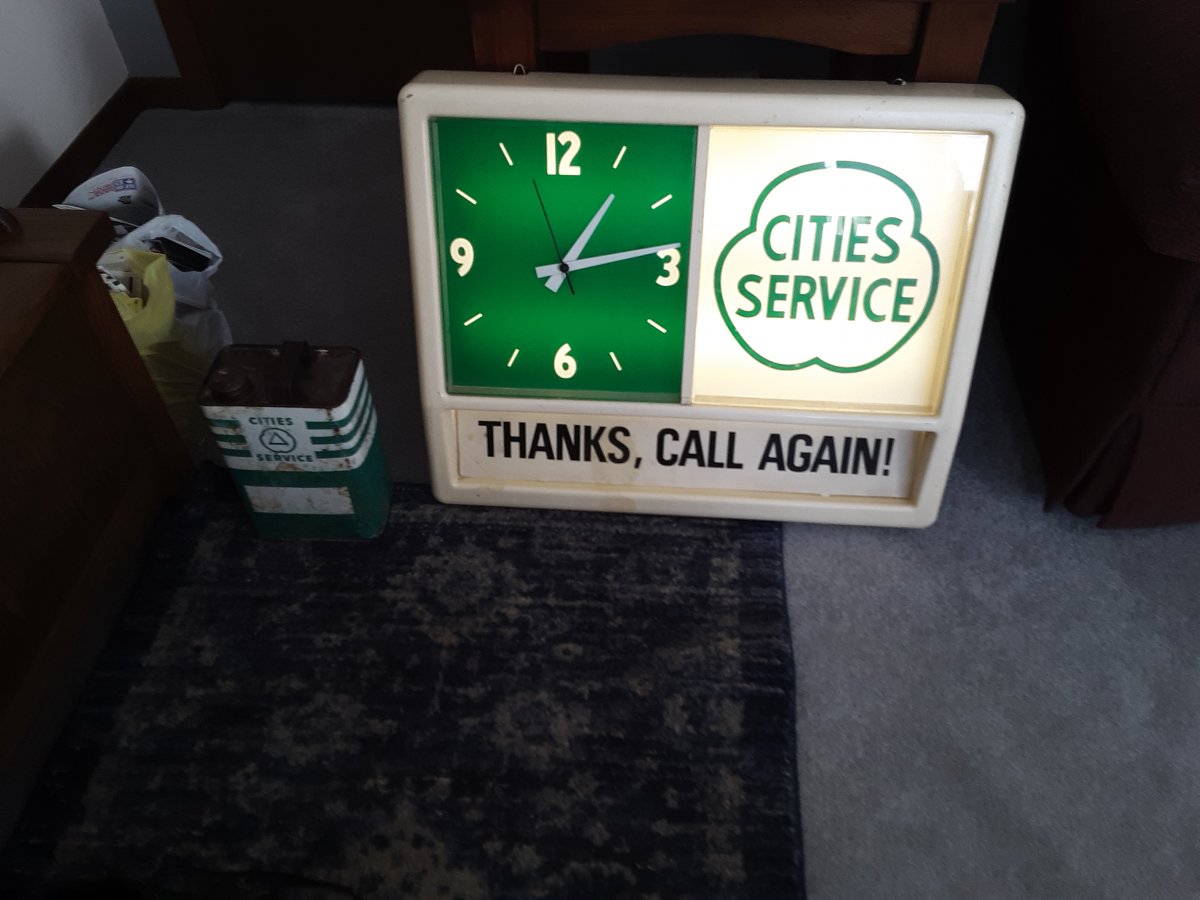 12
9
3
6
CITIES
SERVICE
THANKS, CALL AGAIN!
CITIES
SERVICE